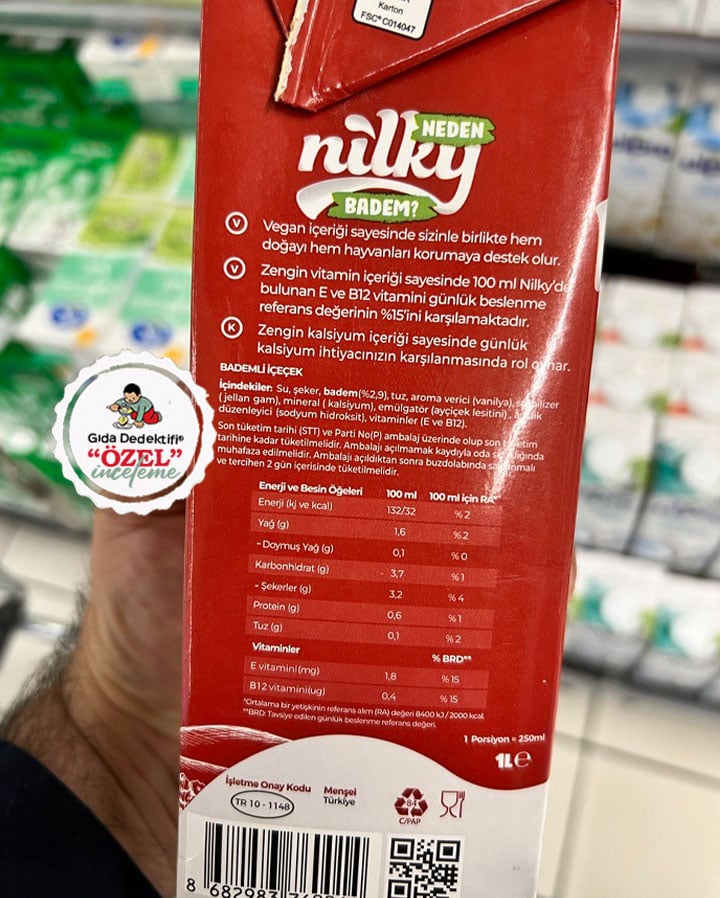 Karton
FSC® C014047
NEDEN
nilky
BADEM?
V Vegan içeriği sayesinde sizinle birlikte hem
doğayı hem hayvanları korumaya destek olur.
V Zengin vitamin içeriği sayesinde 100 ml Nilky'de
bulunan E ve B12 vitamini günlük beslenme
referans değerinin %15'ini karşılamaktadır.
K Zengin kalsiyum içeriği sayesinde günlük
kalsiyum ihtiyacınızın karşılanmasında rol oynar.
BADEMLİ İÇEÇEK
İçindekiler: Su, şeker, badem(%2,9), tuz, aroma verici (vanilya), stabilizer
(jellan gam), mineral (kalsiyum), emülgatör (ayçiçek lesitini), asitlik
düzenleyici (sodyum hidroksit), vitaminler (E ve B12).
Son tüketim tarihi (STT) ve Parti No(P) ambalaj üzerinde olup son tüketim
tarihine kadar tüketilmelidir. Ambalajı açılmamak kaydıyla oda sıcaklığında
muhafaza edilmelidir. Ambalajı açıldıktan sonra buzdolabında saklanmalı
ve tercihen 2 gün içerisinde tüketilmelidir.
Gıda Dedektifi®
"ÖZEL"
inceleme
Enerji ve Besin Öğeleri 100 ml 100 ml için RA*
Enerji (kj ve kcal) 132/32 %2
Yağ (g) 1,6 %2
- Doymuş Yağ (g) 0,1 %0
Karbonhidrat (g) 3,7 %1
- Şekerler (g) 3,2 %4
Protein (g) 0,6 %1
Tuz (g) 0,1 %2
Vitaminler % BRD**
E vitamini(mg) 1,8 %15
B12 vitamini(ug) 0,4 %15
*Ortalama bir yetişkinin referans alım (RA) değeri 8400 kJ/2000 kcal.
**BRD: Tavsiye edilen günlük beslenme referans değeri.
1 Porsiyon = 250ml
1L e
İşletme Onay Kodu
TR 10 - 1148
Menşei
Türkiye
84
C/PAP
8 682983